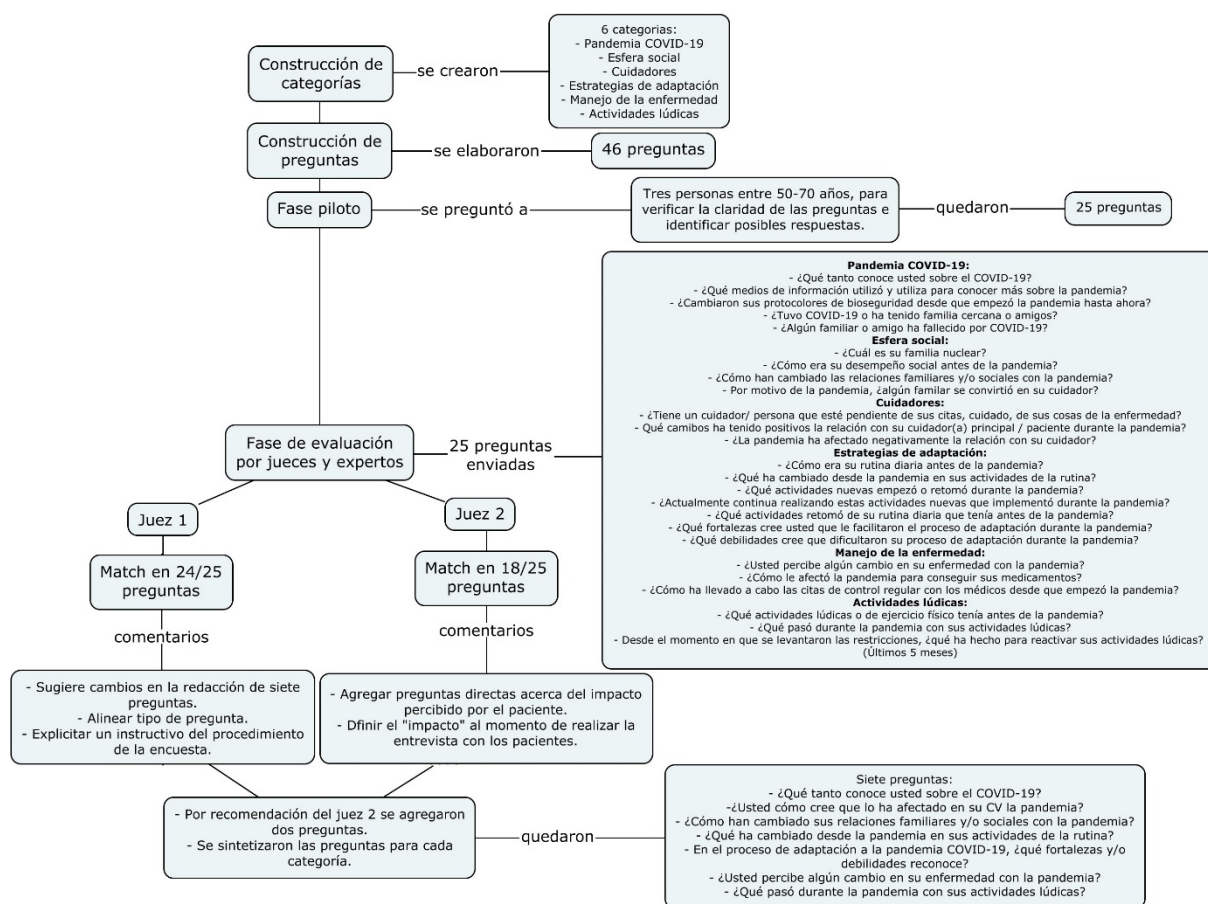 6 categorias:
- Pandemia COVID-19
- Esfera social
- Cuidadores
- Estrategias de adaptación
- Manejo de la enfermedad
- Actividades lúdicas
Construcción de
categorías
se crearon
Construcción de
preguntas
se elaboraron
46 preguntas
Fase piloto
se preguntó a
Tres personas entre 50-70 años, para
verificar la claridad de las preguntas e
identificar posibles respuestas.
quedaron
25 preguntas
Fase de evaluación
por jueces y expertos
25 preguntas
enviadas
Pandemia COVID-19:
- ¿Qué tanto conoce usted sobre el COVID-19?
- ¿Qué medios de información utilizó y utiliza para conocer más sobre la pandemia?
- ¿Cambiaron sus protocolores de bioseguridad desde que empezó la pandemia hasta ahora?
- ¿Tuvo COVID-19 o ha tenido familia cercana o amigos?
- ¿Algún familiar o amigo ha fallecido por COVID-19?
Esfera social:
- ¿Cuál es su familia nuclear?
- ¿Cómo era su desempeño social antes de la pandemia?
- ¿Cómo han cambiado las relaciones familiares y/o sociales con la pandemia?
- Por motivo de la pandemia, ¿algún familar se convirtió en su cuidador?
Cuidadores:
- ¿Tiene un cuidador/ persona que esté pendiente de sus citas, cuidado, de sus cosas de la enfermedad?
- Qué camibos ha tenido positivos la relación con su cuidador(a) principal / paciente durante la pandemia?
- ¿La pandemia ha afectado negativamente la relación con su cuidador?
Estrategias de adaptación:
- ¿Cómo era su rutina diaria antes de la pandemia?
- ¿Qué ha cambiado desde la pandemia en sus actividades de la rutina?
- ¿Qué actividades nuevas empezó o retomó durante la pandemia?
- ¿Actualmente continua realizando estas actividades nuevas que implementó durante la pandemia?
- ¿Qué actividades retomó de su rutina diaria que tenía antes de la pandemia?
- ¿Qué fortalezas cree usted que le facilitaron el proceso de adaptación durante la pandemia?
- ¿Qué debilidades cree que dificultaron su proceso de adaptación durante la pandemia?
Manejo de la enfermedad:
- ¿Usted percibe algún cambio en su enfermedad con la pandemia?
- ¿Cómo le afectó la pandemia para conseguir sus medicamentos?
- ¿Cómo ha llevado a cabo las citas de control regular con los médicos desde que empezó la pandemia?
Actividades lúdicas:
- ¿Qué actividades lúdicas o de ejercicio físico tenía antes de la pandemia?
- ¿Qué pasó durante la pandemia con sus actividades lúdicas?
- Desde el momento en que se levantaron las restricciones, ¿qué ha hecho para reactivar sus actividades lúdicas?
(Últimos 5 meses)
Juez 1
Juez 2
Match en 24/25
preguntas
Match en 18/25
preguntas
comentarios
comentarios
- Sugiere cambios en la redacción de siete
preguntas.
- Alinear tipo de pregunta.
- Explicitar un instructivo del procedimiento
de la encuesta.
- Agregar preguntas directas acerca del impacto
percibido por el paciente.
- Dfinir el "impacto" al momento de realizar la
entrevista con los pacientes.
- Por recomendación del juez 2 se agregaron
dos preguntas.
- Se sintetizaron las preguntas para cada
categoría.
quedaron
Siete preguntas:
- ¿Qué tanto conoce usted sobre el COVID-19?
-¿Usted cómo cree que lo ha afectado en su CV la pandemia?
- ¿Cómo han cambiado sus relaciones familiares y/o sociales con la pandemia?
- ¿Qué ha cambiado desde la pandemia en sus actividades de la rutina?
- En el proceso de adaptación a la pandemia COVID-19, ¿qué fortalezas y/o
debilidades reconoce?
- ¿Usted percibe algún cambio en su enfermedad con la pandemia?
- ¿Qué pasó durante la pandemia con sus actividades lúdicas?